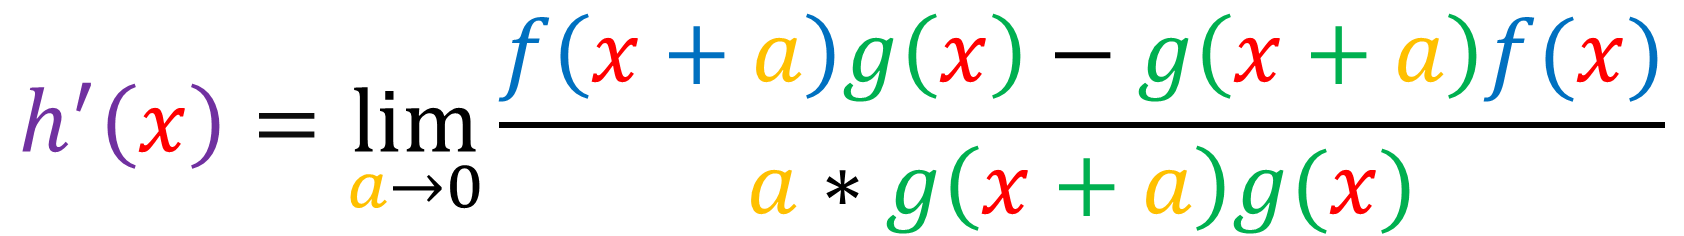 h′(x) = lim a→0 f(x + a)g(x) − g(x + a)f(x) / a * g(x + a)g(x)